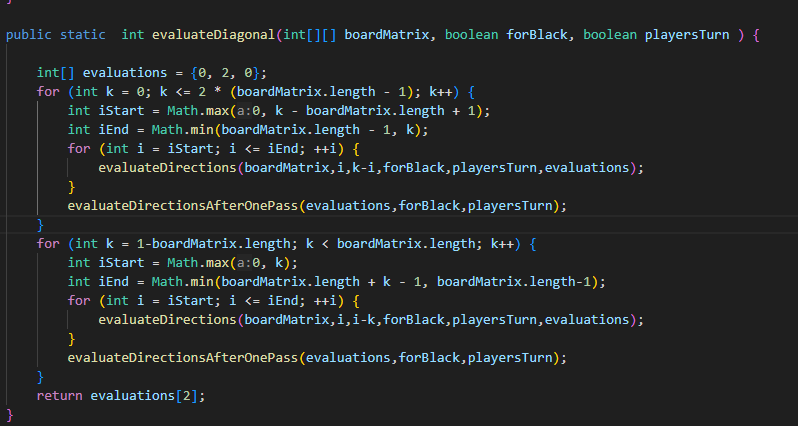 }
public static  int evaluateDiagonal(int[][] boardMatrix, boolean forBlack, boolean playersTurn ) {
int[] evaluations = {0, 2, 0};
for (int k = 0; k <= 2 * (boardMatrix.length - 1); k++) {
int iStart = Math.max(a:0, k - boardMatrix.length + 1);
int iEnd = Math.min(boardMatrix.length - 1, k);
for (int i = iStart; i <= iEnd; ++i) {
evaluateDirections(boardMatrix,i,k-i,forBlack,playersTurn,evaluations);
}
evaluateDirectionsAfterOnePass(evaluations,forBlack,playersTurn);
}
for (int k = 1-boardMatrix.length; k < boardMatrix.length; k++) {
int iStart = Math.max(a:0, k);
int iEnd = Math.min(boardMatrix.length + k - 1, boardMatrix.length-1);
for (int i = iStart; i <= iEnd; ++i) {
evaluateDirections(boardMatrix,i,i-k,forBlack,playersTurn,evaluations);
}
evaluateDirectionsAfterOnePass(evaluations,forBlack,playersTurn);
}
return evaluations[2];
}